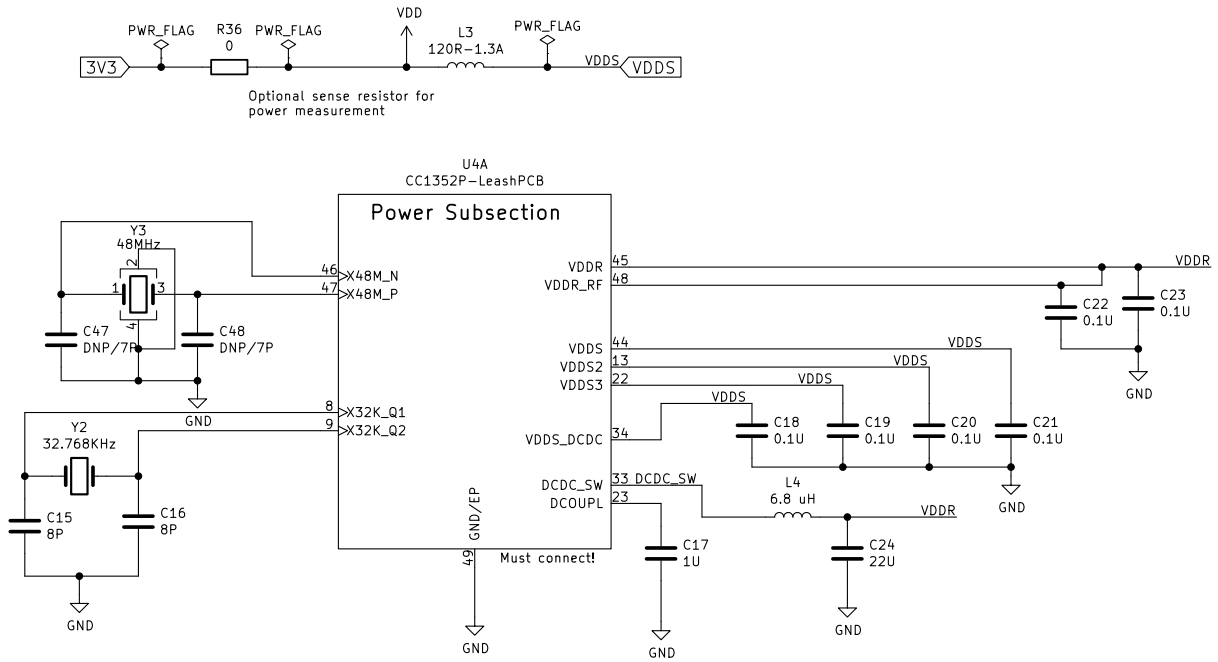 PWR_FLAG
R36
0
PWR_FLAG
VDD
L3
120R-1.3A
PWR_FLAG
3V3
VDDS
VDDS
Optional sense resistor for
power measurement
U4A
CC1352P-LeashPCB
Power Subsection
Y3
48MHz
2
1
3
4
C47
DNP/7P
C48
DNP/7P
GND
46
X48M_N
47
X48M_P
8
X32K_Q1
9
X32K_Q2
Y2
32.768KHz
C15
8P
C16
8P
GND
GND/EP
49
Must connect!
GND
VDDR
45
VDDR
VDDR_RF
48
C22
0.1U
C23
0.1U
GND
VDDS
44
VDDS
VDDS2
13
VDDS
VDDS3
22
VDDS
VDDS
VDDS_DCDC
34
C18
0.1U
C19
0.1U
C20
0.1U
C21
0.1U
GND
DCDC_SW
33
DCDC_SW
DCOUPL
23
L4
6.8 uH
VDDR
C17
1U
GND
C24
22U
GND